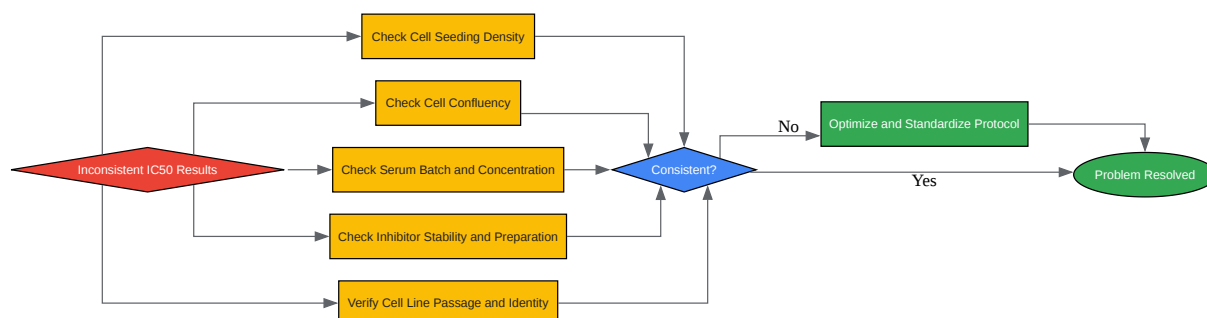 Check Cell Seeding Density
Check Cell Confluency
No
Optimize and Standardize Protocol
Inconsistent IC50 Results
Check Serum Batch and Concentration
Consistent?
Yes
Problem Resolved
Check Inhibitor Stability and Preparation
Verify Cell Line Passage and Identity